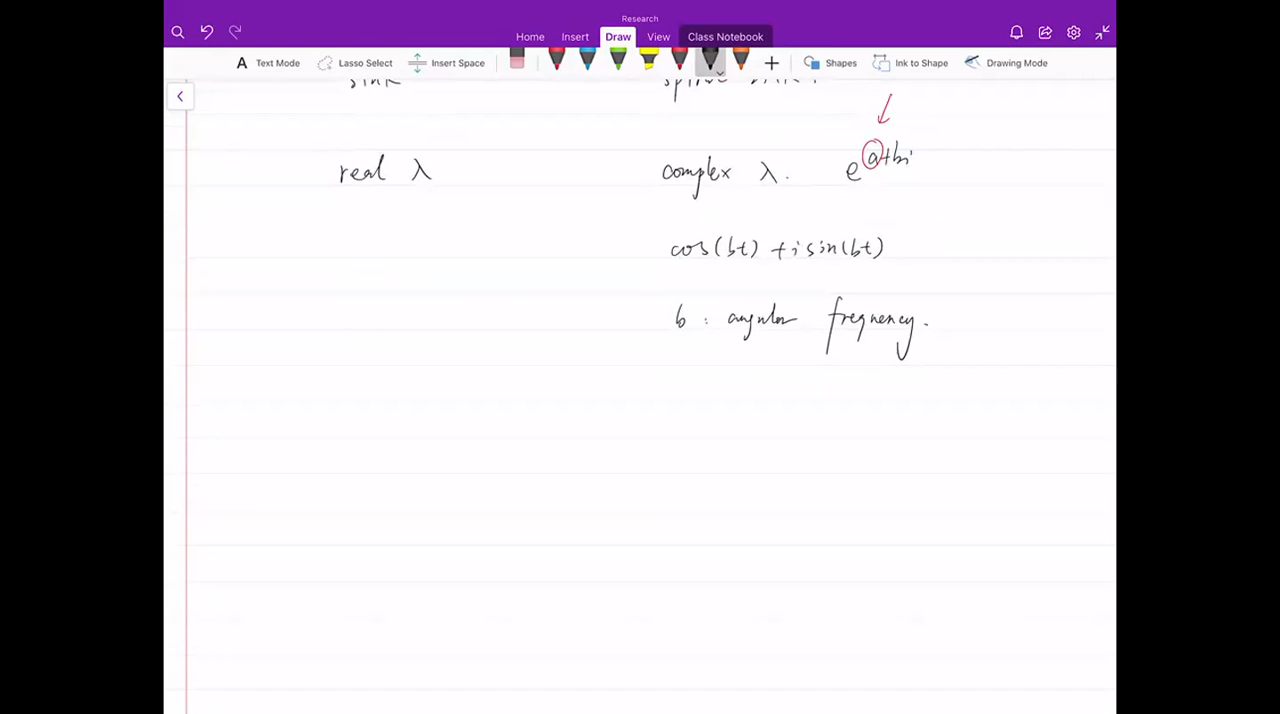 Research
Home Insert Draw View Class Notebook
A Text Mode Lasso Select Insert Space Shapes Ink to Shape Drawing Mode
sink
real λ complex λ. e^a+bi
cos(bt) + i sin(bt)
b : angular frequency.